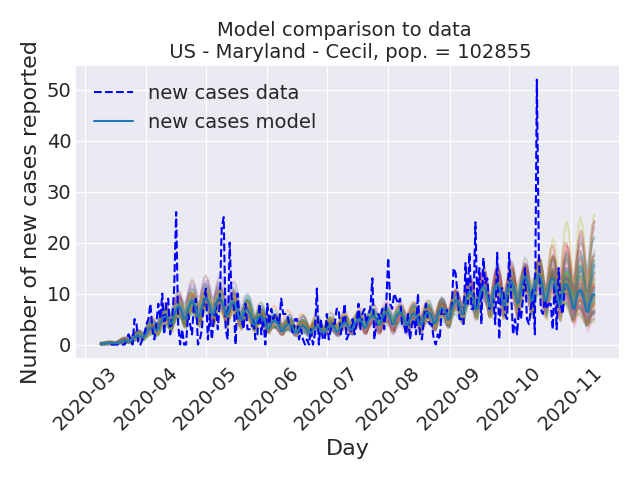 Model comparison to data
US - Maryland - Cecil, pop. = 102855
Number of new cases reported
50
40
30
20
10
0
new cases data
new cases model
2020-03
2020-04
2020-05
2020-06
2020-07
2020-08
2020-09
2020-10
2020-11
Day